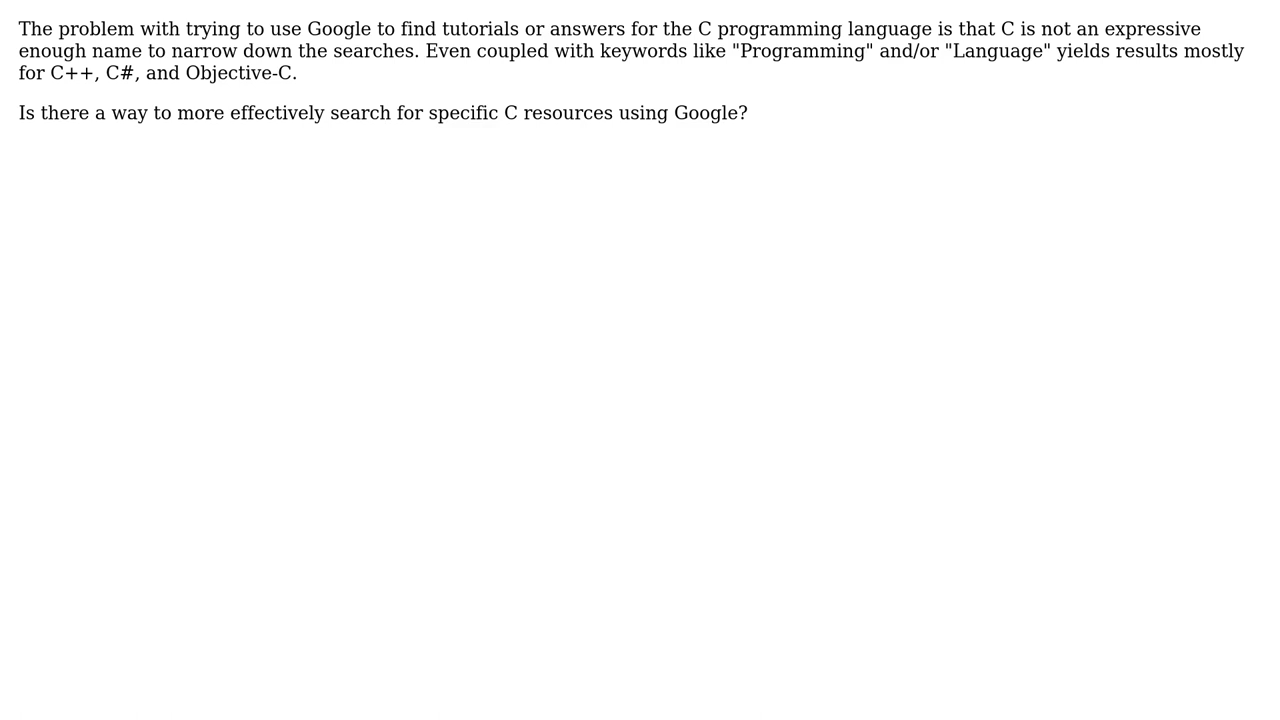 The problem with trying to use Google to find tutorials or answers for the C programming language is that C is not an expressive
enough name to narrow down the searches. Even coupled with keywords like "Programming" and/or "Language" yields results mostly
for C++, C#, and Objective-C.
Is there a way to more effectively search for specific C resources using Google?